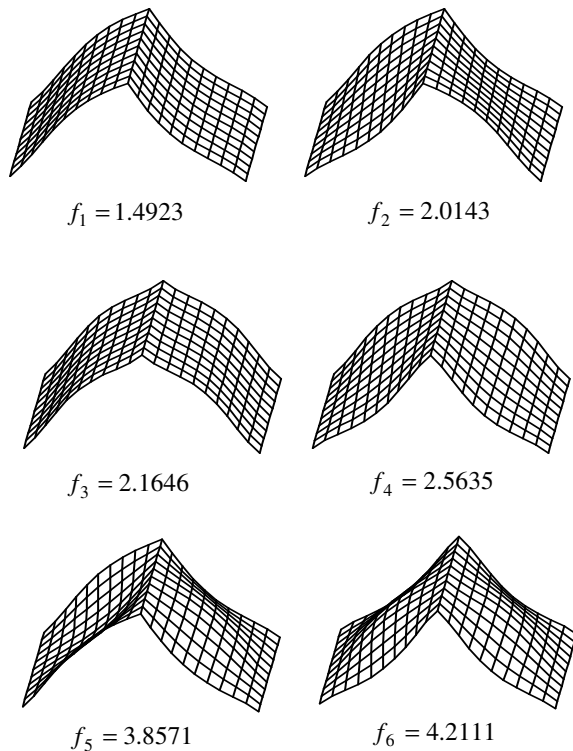 f₁ = 1.4923
f₂ = 2.0143
f₃ = 2.1646
f₄ = 2.5635
f₅ = 3.8571
f₆ = 4.2111